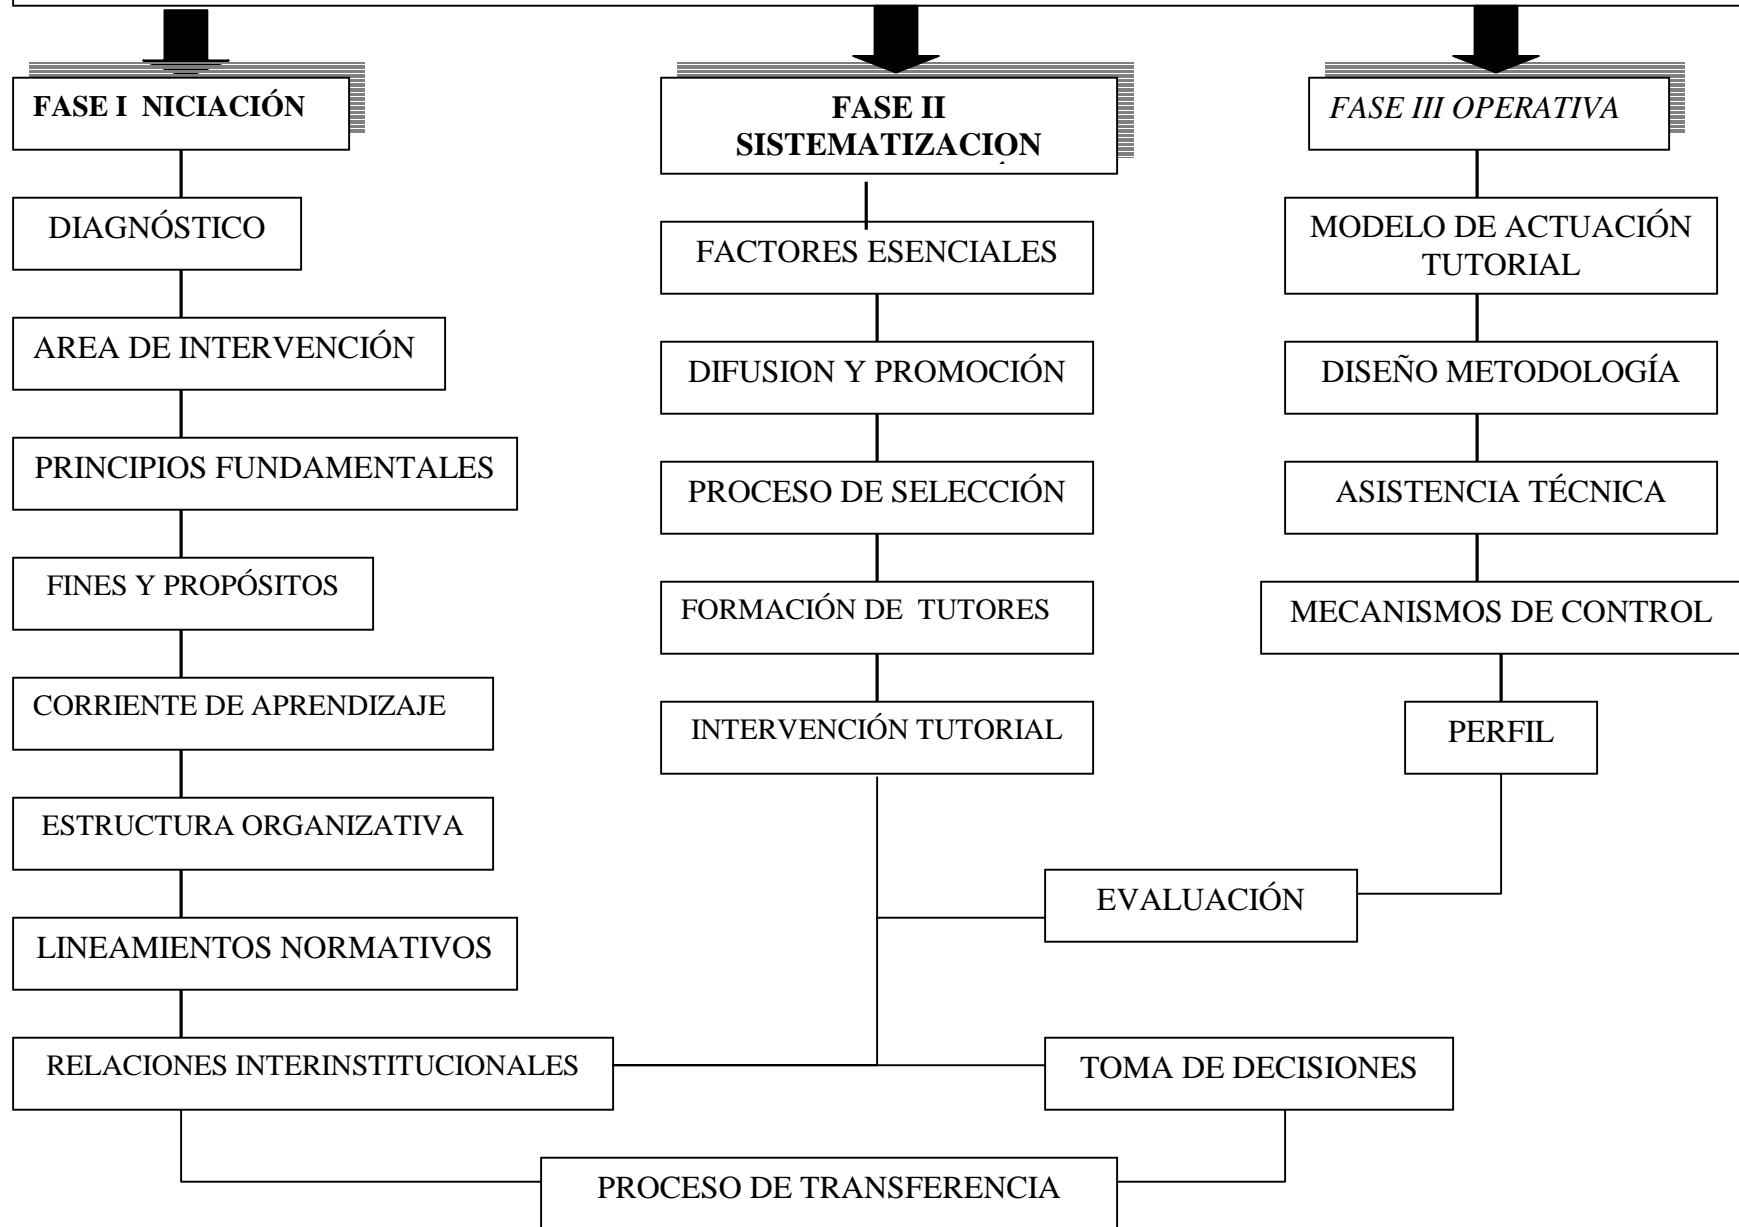 FASE I NICIACIÓN
DIAGNÓSTICO
AREA DE INTERVENCIÓN
PRINCIPIOS FUNDAMENTALES
FINES Y PROPÓSITOS
CORRIENTE DE APRENDIZAJE
ESTRUCTURA ORGANIZATIVA
LINEAMIENTOS NORMATIVOS
RELACIONES INTERINSTITUCIONALES
FASE II
SISTEMATIZACION
FACTORES ESENCIALES
DIFUSION Y PROMOCIÓN
PROCESO DE SELECCIÓN
FORMACIÓN DE TUTORES
INTERVENCIÓN TUTORIAL
FASE III OPERATIVA
MODELO DE ACTUACIÓN
TUTORIAL
DISEÑO METODOLOGÍA
ASISTENCIA TÉCNICA
MECANISMOS DE CONTROL
PERFIL
EVALUACIÓN
TOMA DE DECISIONES
PROCESO DE TRANSFERENCIA